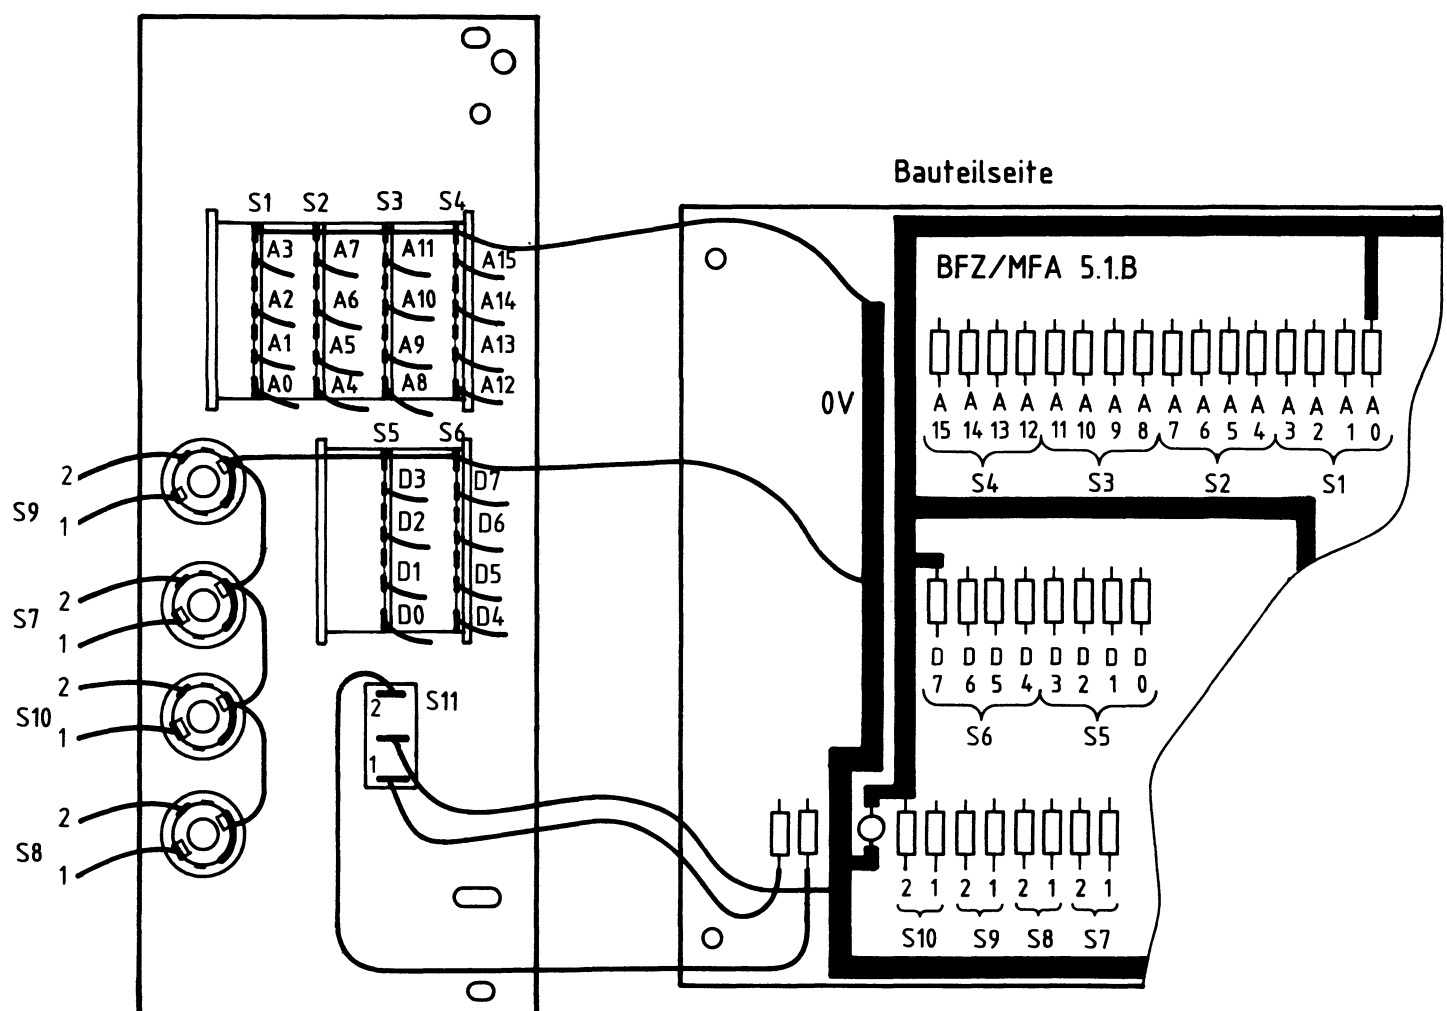 Bauteilseite
S1 S2 S3 S4
A3 A7 A11 A15
A2 A6 A10 A14
A1 A5 A9 A13
A0 A4 A8 A12
S5 S6
D3 D7
D2 D6
D1 D5
D0 D4
2
S9
1
2
S7
1
2
S10
1
2
S8
1
S11
2
1
BFZ/MFA 5.1.B
0V
A A A A A A A A A A A A A A A A
15 14 13 12 11 10 9 8 7 6 5 4 3 2 1 0
S4 S3 S2 S1
D D D D D D D D
7 6 5 4 3 2 1 0
S6 S5
2 1 2 1 2 1 2 1
S10 S9 S8 S7